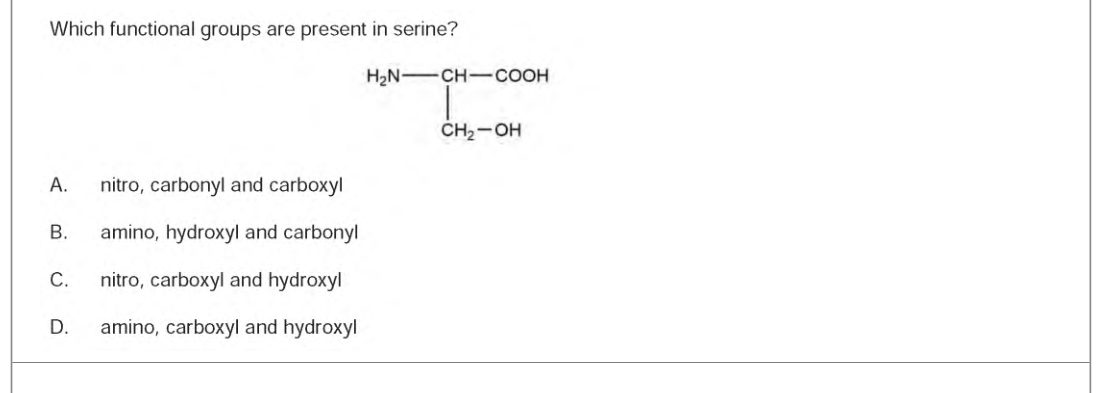 Which functional groups are present in serine?
H₂N—CH—COOH
CH₂—OH
A. nitro, carbonyl and carboxyl
B. amino, hydroxyl and carbonyl
C. nitro, carboxyl and hydroxyl
D. amino, carboxyl and hydroxyl